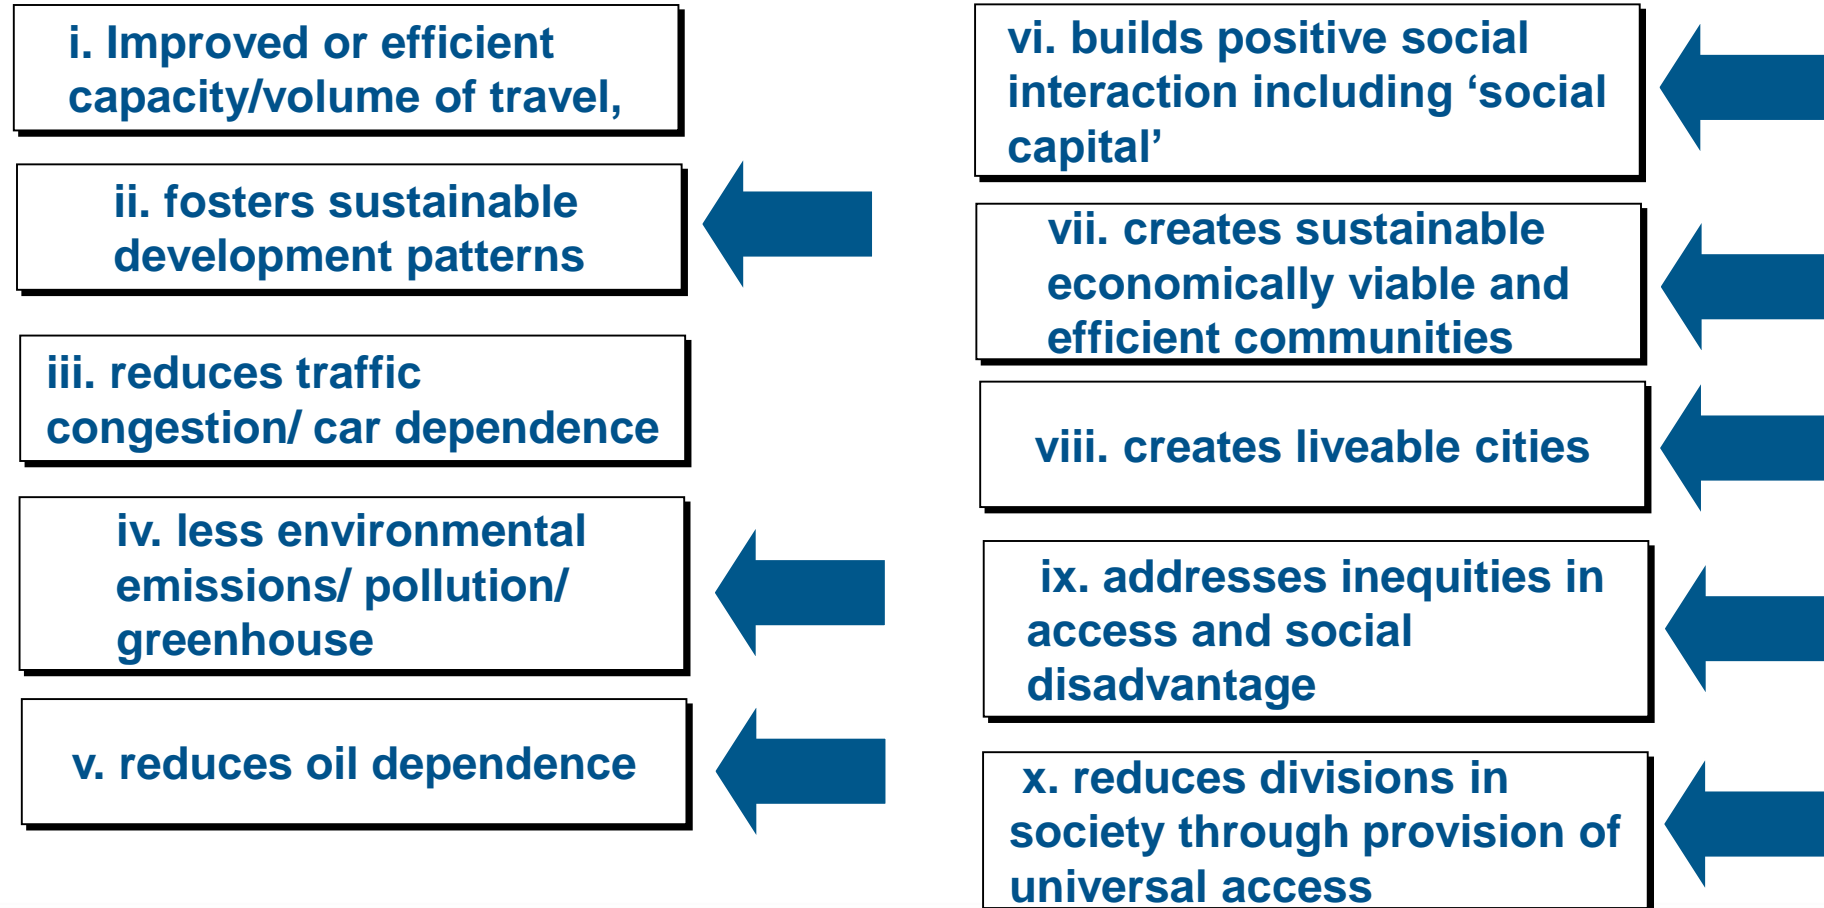 i. Improved or efficient
capacity/volume of travel,
ii. fosters sustainable
development patterns
iii. reduces traffic
congestion/ car dependence
iv. less environmental
emissions/ pollution/
greenhouse
v. reduces oil dependence
vi. builds positive social
interaction including ‘social
capital’
vii. creates sustainable
economically viable and
efficient communities
viii. creates liveable cities
ix. addresses inequities in
access and social
disadvantage
x. reduces divisions in
society through provision of
universal access